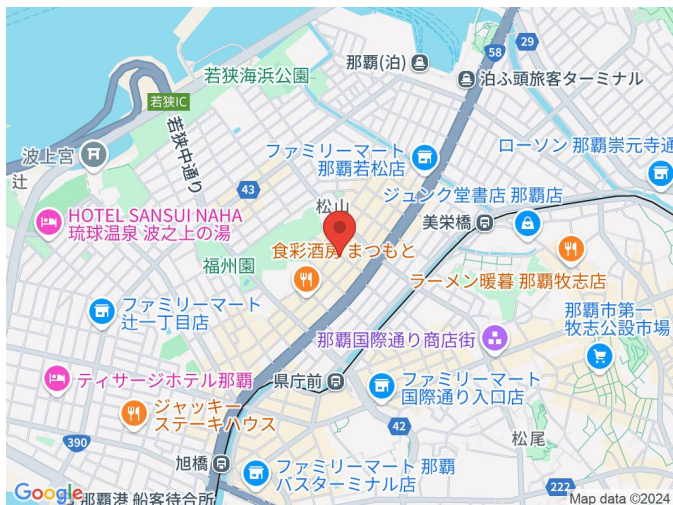 那覇(泊)
58
29
泊ふ頭旅客ターミナル
若狭海浜公園
若狭IC
若狭中通り
波上宮
辻
ファミリーマート
那覇若松店
ローソン 那覇崇元寺通
43
松山
ジュンク堂書店 那覇店
美栄橋
HOTEL SANSUI NAHA
琉球温泉 波之上の湯
福州園
食彩酒房 まつもと
ラーメン暖暮 那覇牧志店
ファミリーマート
辻一丁目店
那覇国際通り商店街
那覇市第一
牧志公設市場
ティサージホテル那覇
県庁前
ファミリーマート
国際通り入口店
ジャッキー
ステーキハウス
42
松尾
390
旭橋
ファミリーマート 那覇
バスターミナル店
222
Google
那覇港 船客待合所
Map data ©2024